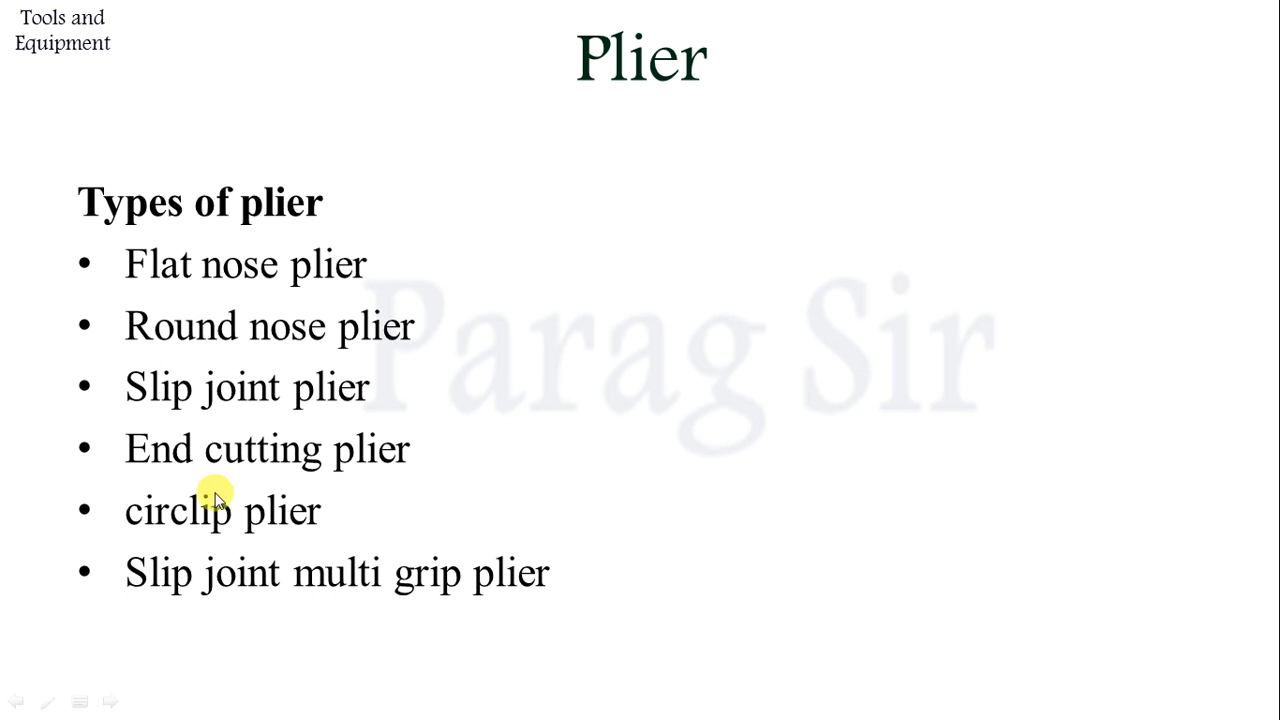 Tools and
Equipment
Plier
Types of plier
• Flat nose plier
• Round nose plier
• Slip joint plier
• End cutting plier
• circlip plier
• Slip joint multi grip plier
Parag Sir